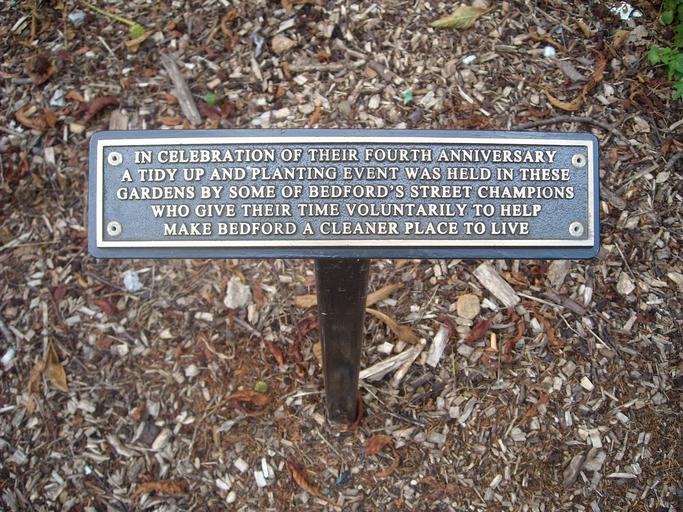 IN CELEBRATION OF THEIR FOURTH ANNIVERSARY
A TIDY UP AND PLANTING EVENT WAS HELD IN THESE
GARDENS BY SOME OF BEDFORD'S STREET CHAMPIONS
WHO GIVE THEIR TIME VOLUNTARILY TO HELP
MAKE BEDFORD A CLEANER PLACE TO LIVE